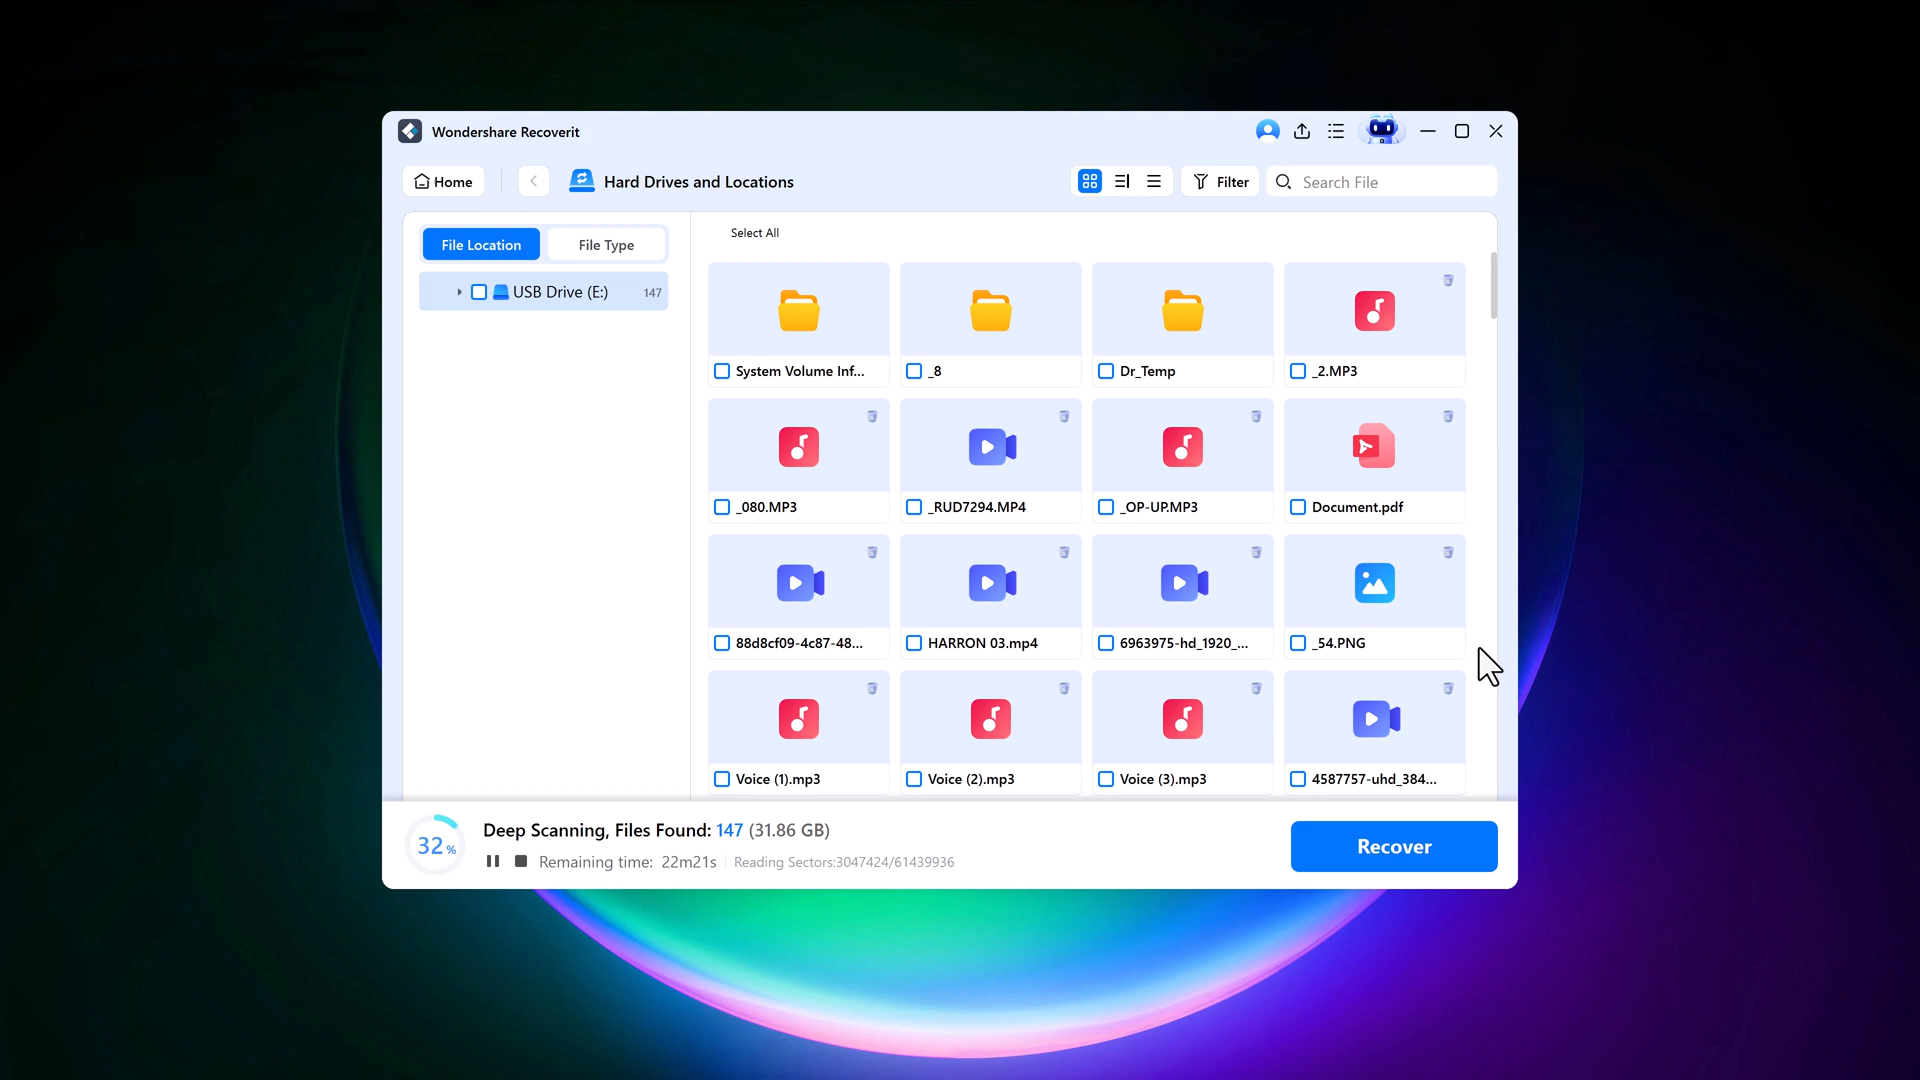 Wondershare Recoverit
Home
Hard Drives and Locations
Filter
Search File
File Location
File Type
USB Drive (E:)
147
Select All
System Volume Inf...
_8
Dr_Temp
_2.MP3
_080.MP3
_RUD7294.MP4
_OP-UP.MP3
Document.pdf
88d8cf09-4c87-48...
HARRON 03.mp4
6963975-hd_1920_...
_54.PNG
Voice (1).mp3
Voice (2).mp3
Voice (3).mp3
4587757-uhd_384...
32%
Deep Scanning, Files Found: 147 (31.86 GB)
Remaining time: 22m21s
Reading Sectors:3047424/61439936
Recover